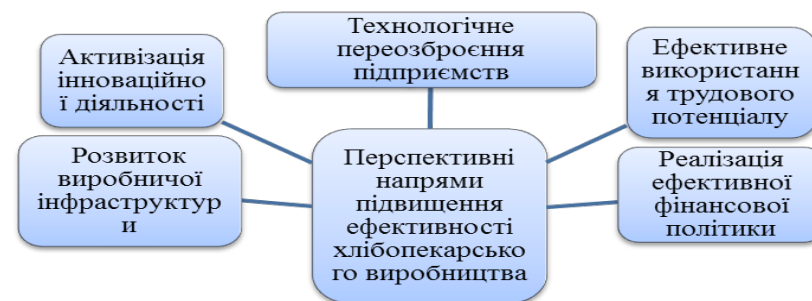 Технологічне
переозброєння
підприємств
Активізація
інноваційно
ї діяльності
Ефективне
використанн
я трудового
потенціалу
Розвиток
виробничої
інфраструктур
и
Перспективні
напрями
підвищення
ефективності
хлібопекарсько
го виробництва
Реалізація
ефективної
фінансової
політики